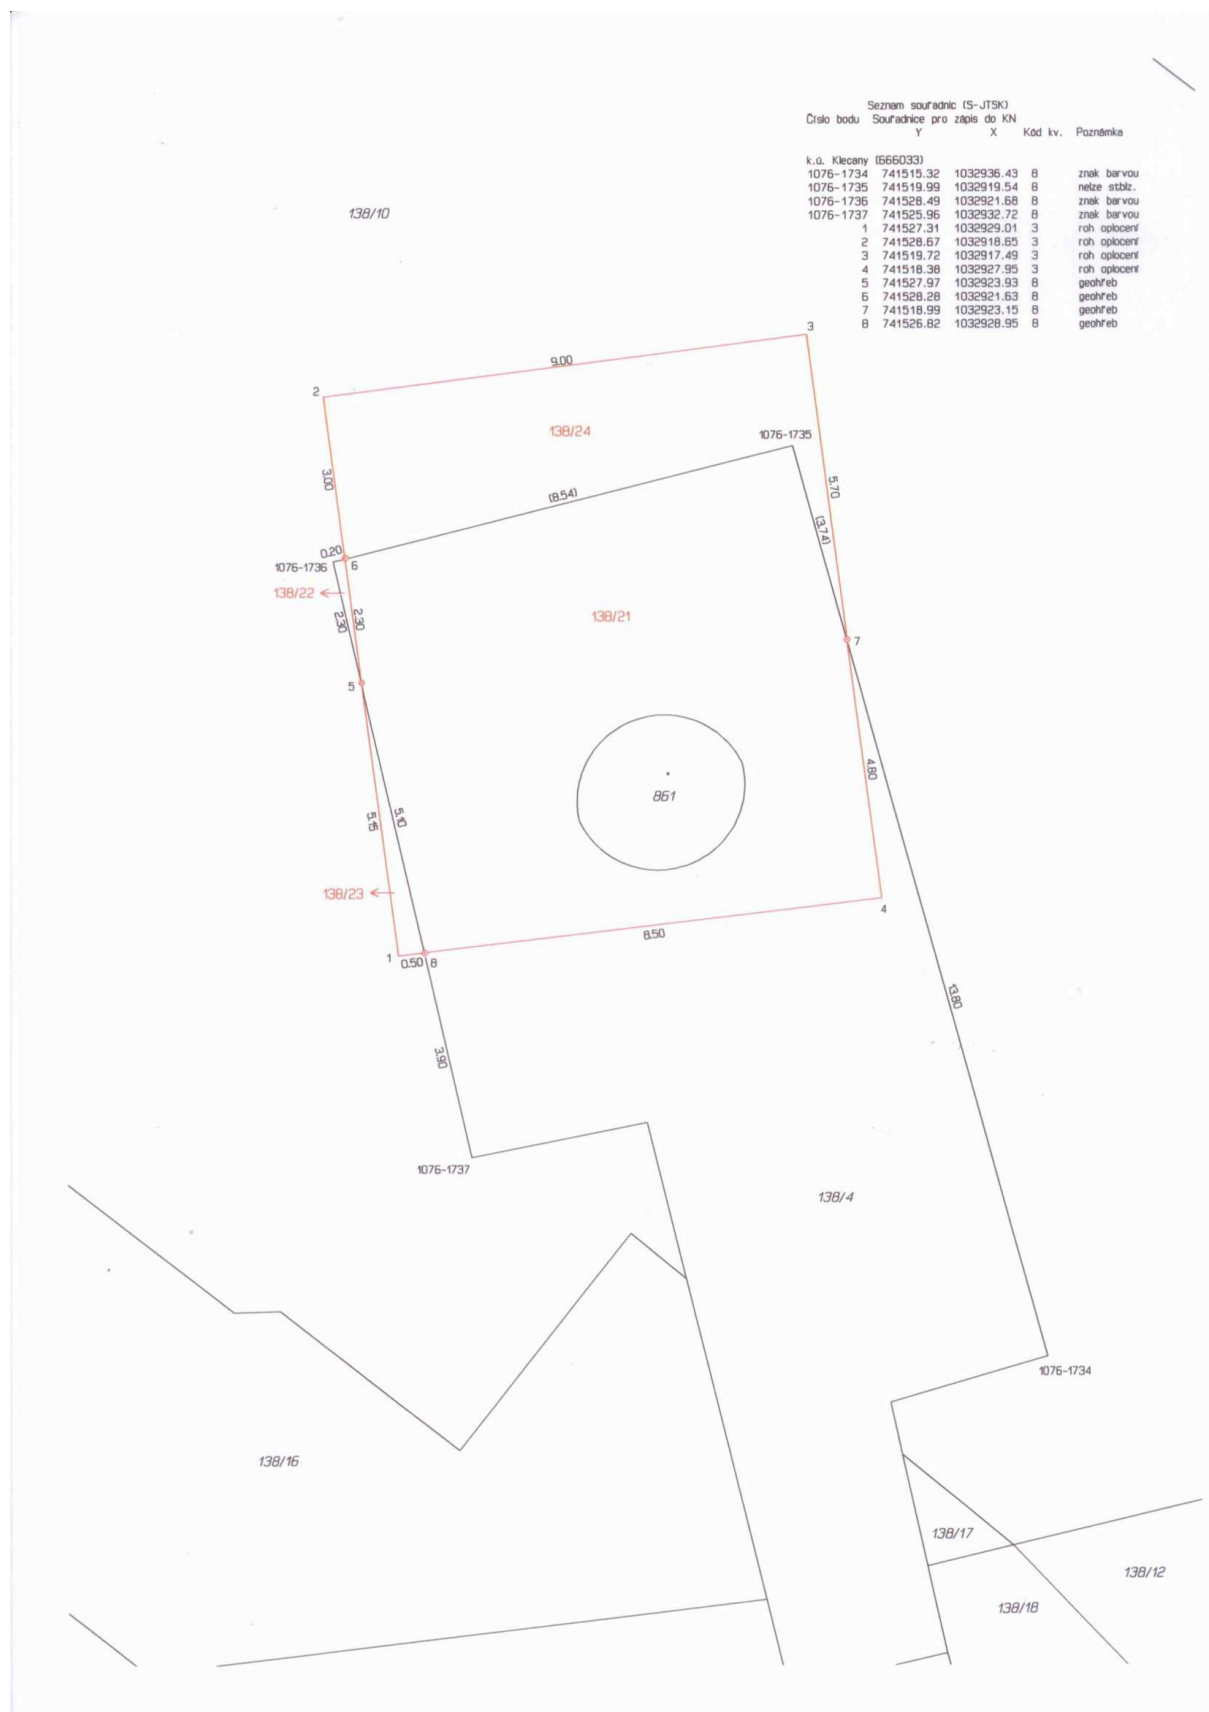 Seznam souřadnic (S-JTSK)
Číslo bodu Souřadnice pro zápis do KN
Y X Kód kv. Poznámka
k.ú. Klecany (666033)
1076-1734 741515.32 1032936.43 8 znak barvou
1076-1735 741519.99 1032919.54 8 nelze stblz.
1076-1736 741528.49 1032921.68 8 znak barvou
1076-1737 741525.96 1032932.72 8 znak barvou
1 741527.31 1032929.01 3 roh oplocení
2 741528.67 1032918.65 3 roh oplocení
3 741519.72 1032917.49 3 roh oplocení
4 741518.38 1032927.95 3 roh oplocení
5 741527.97 1032923.93 8 geohřeb
6 741528.28 1032921.63 8 geohřeb
7 741518.99 1032923.15 8 geohřeb
8 741526.82 1032928.95 8 geohřeb
138/10
3
9.00
2
138/24
1076-1735
3.00
5.70
(8.54)
(3.74)
0.20
1076-1736
6
138/22
2.30
2.30
138/21
7
5
4.80
861
5.15
5.10
138/23
4
8.50
1
0.50
8
13.80
3.90
1076-1737
138/4
1076-1734
138/16
138/17
138/12
138/18